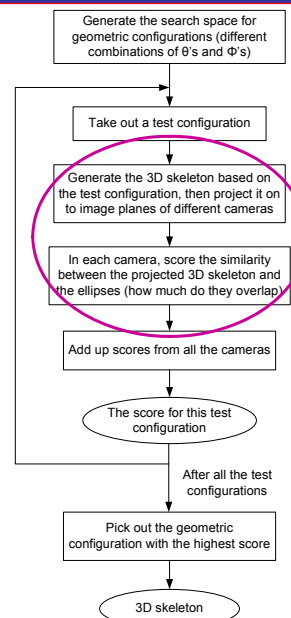 Generate the search space for
geometric configurations (different
combinations of θ's and Φ's)
Take out a test configuration
Generate the 3D skeleton based on
the test configuration, then project it on
to image planes of different cameras
In each camera, score the similarity
between the projected 3D skeleton and
the ellipses (how much do they overlap)
Add up scores from all the cameras
The score for this test
configuration
After all the test
configurations
Pick out the geometric
configuration with the highest score
3D skeleton